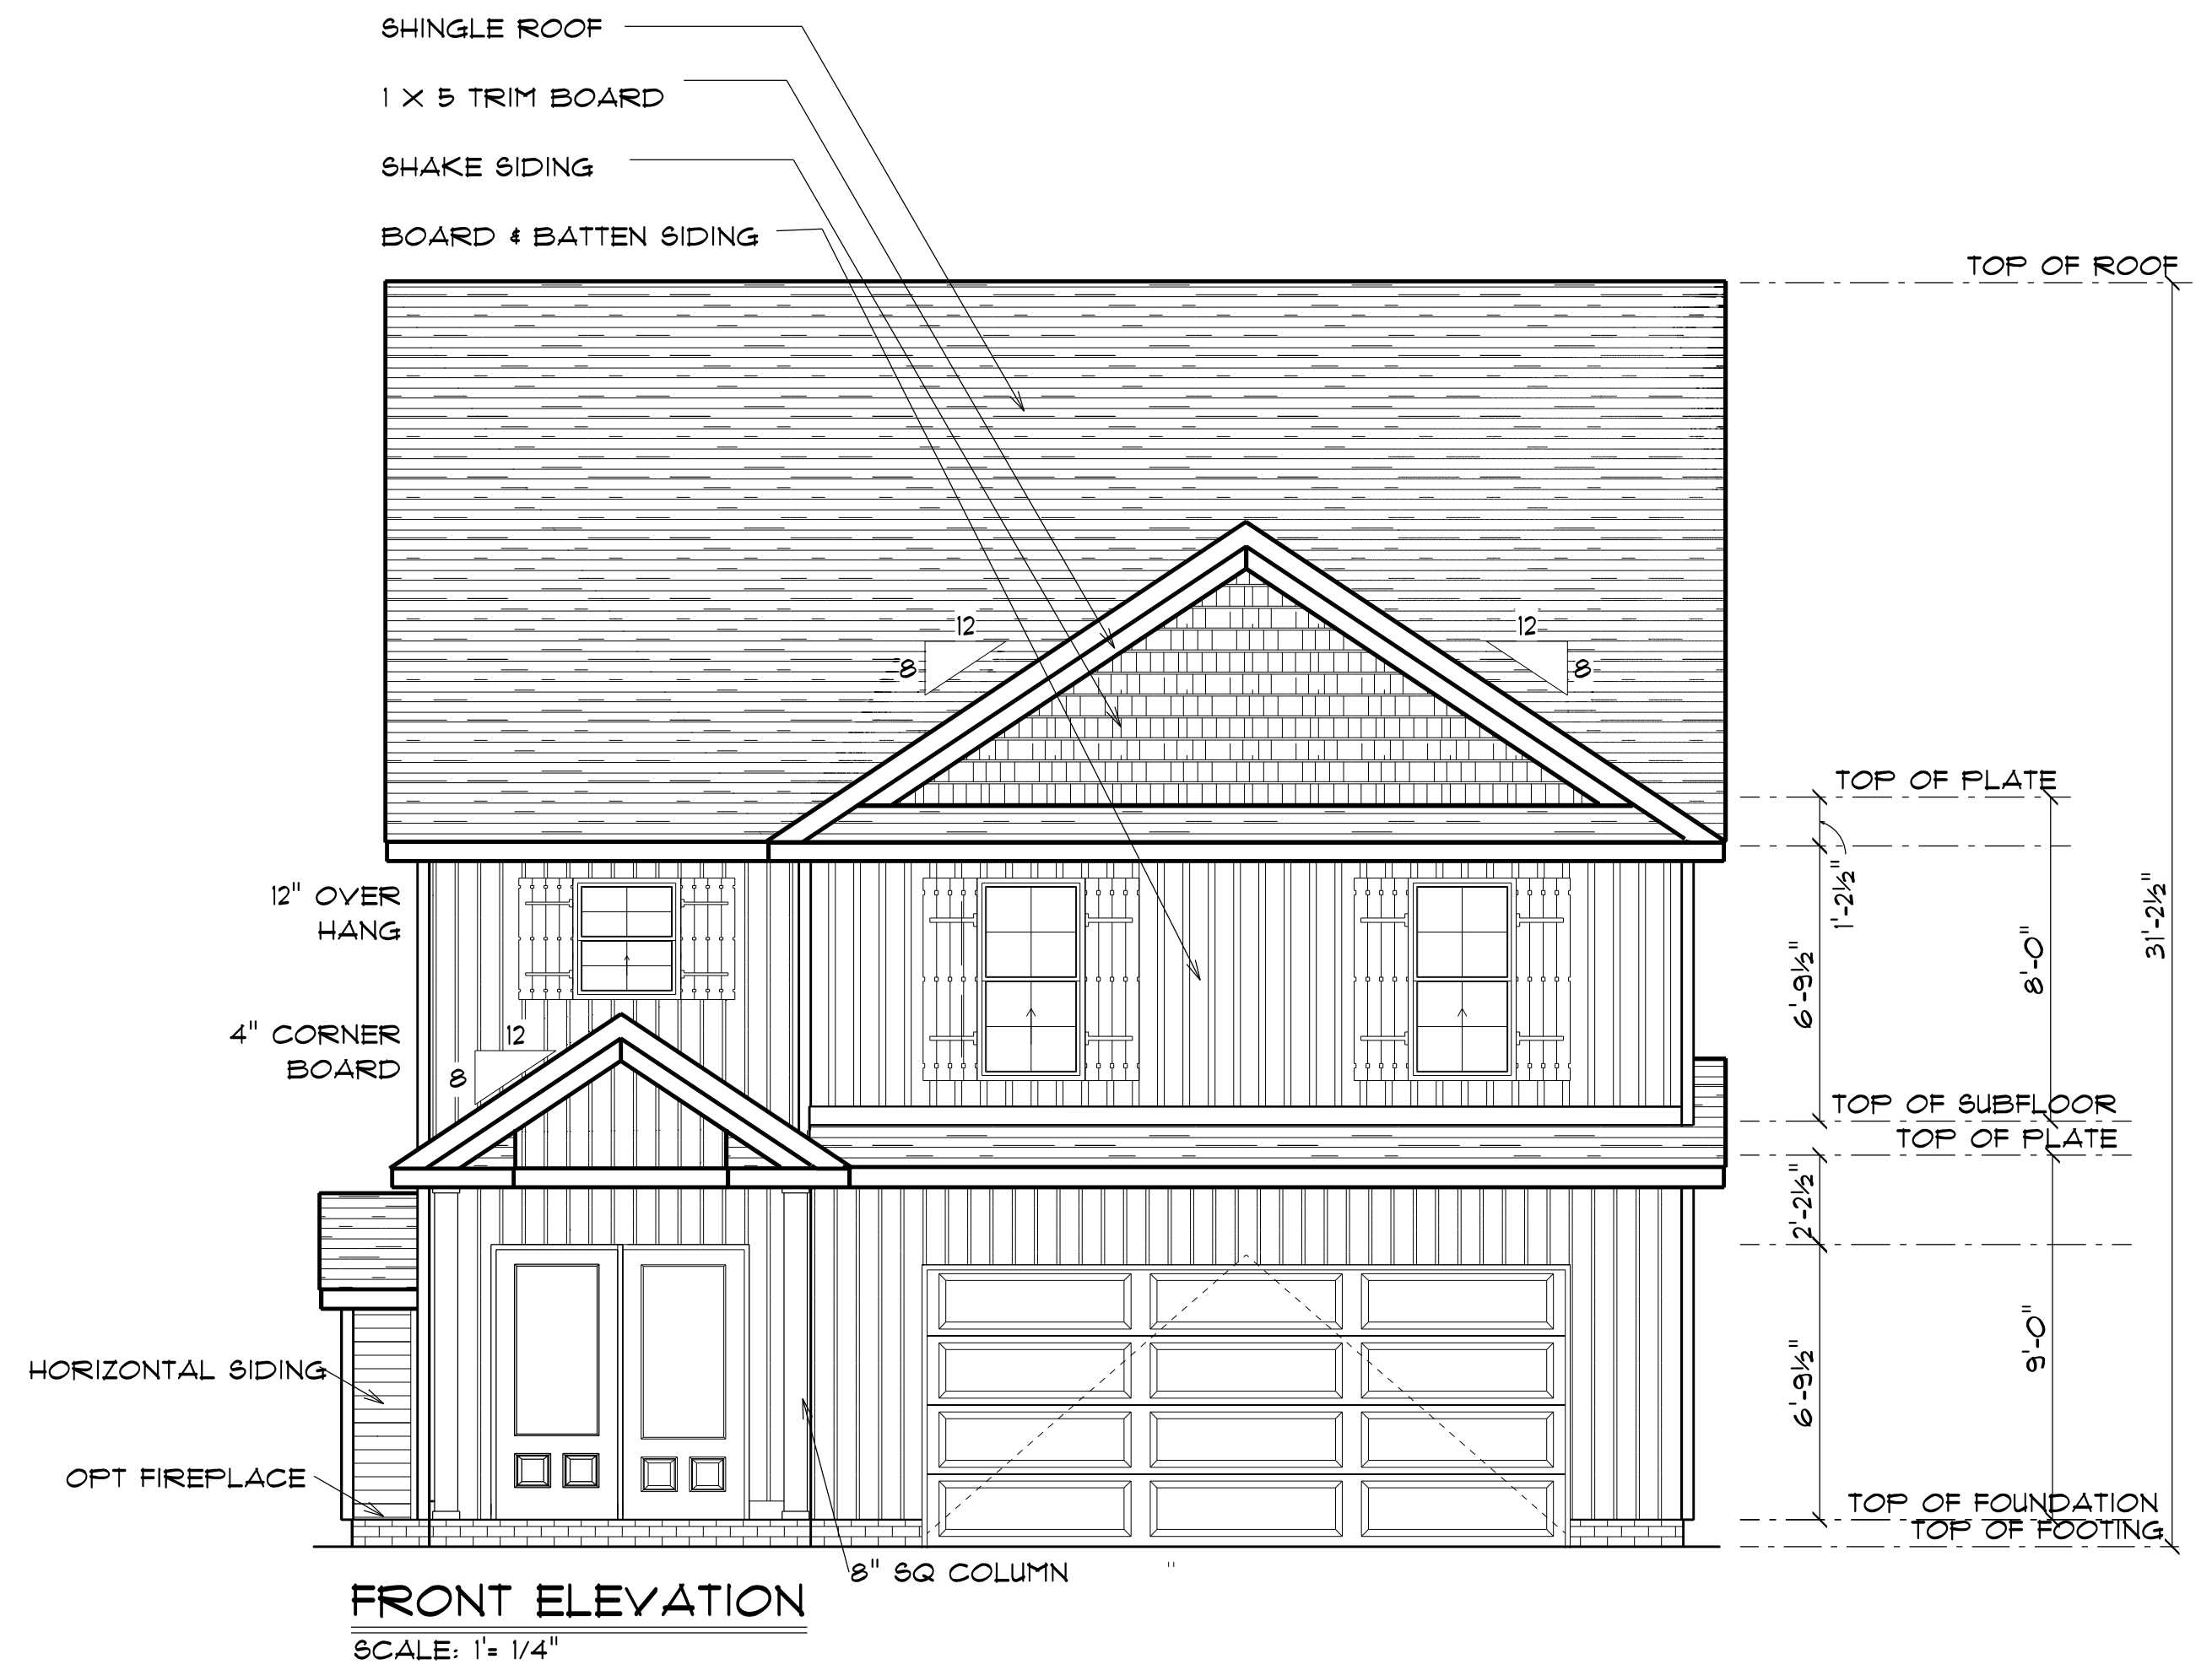 SHINGLE ROOF
1 X 5 TRIM BOARD
SHAKE SIDING
BOARD & BATTEN SIDING
TOP OF ROOF
12
12
8
8
TOP OF PLATE
12" OVER
HANG
1'-2½"
31'-2½"
6'-9½"
8'-0"
4" CORNER
BOARD
12
8
TOP OF SUBFLOOR
TOP OF PLATE
2'-2½"
9'-0"
6'-9½"
HORIZONTAL SIDING
OPT FIREPLACE
TOP OF FOUNDATION
TOP OF FOOTING
8" SQ COLUMN
"
FRONT ELEVATION
SCALE: 1'= 1/4"